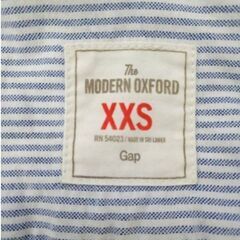 The
MODERN OXFORD
XXS
RN 54023 / MADE IN SRI LANKA
Gap